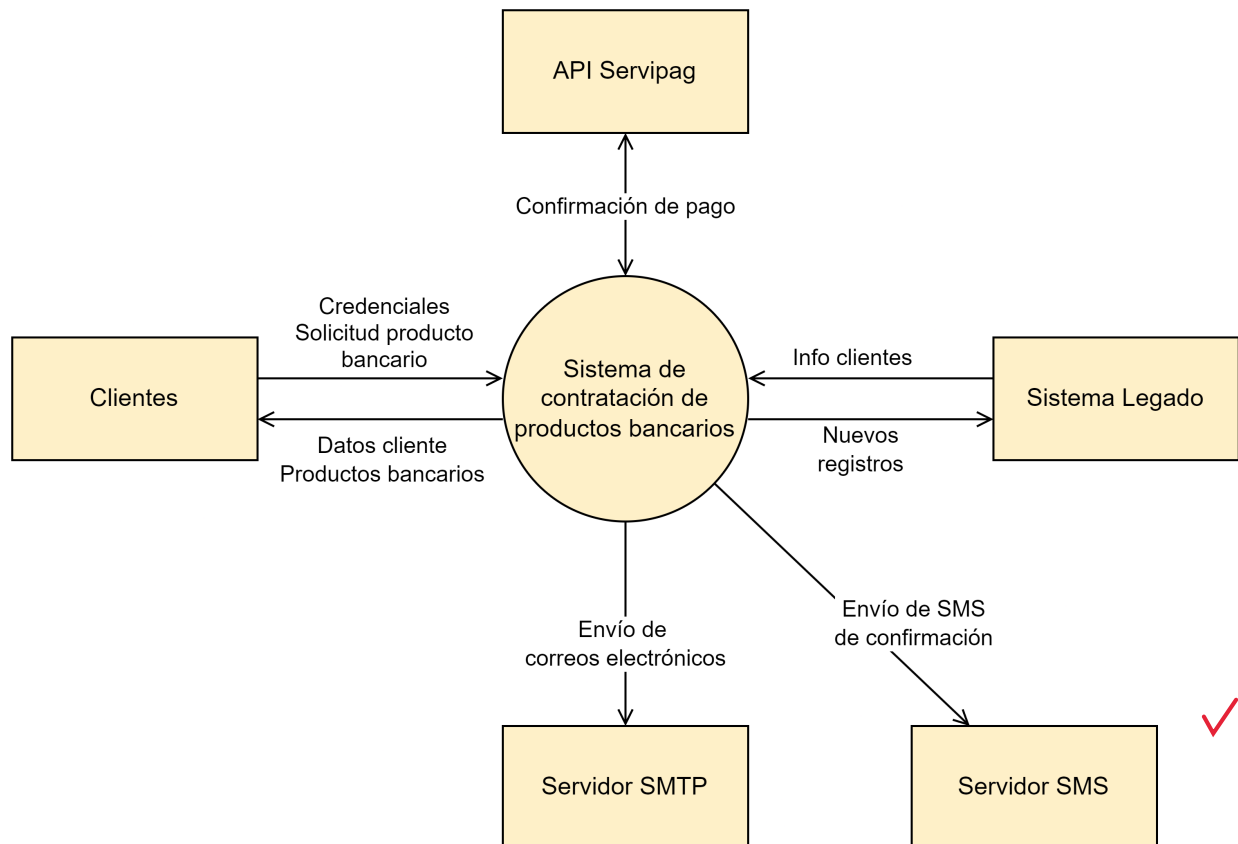 API Servipag
Confirmación de pago
Credenciales
Solicitud producto
bancario
Clientes
Datos cliente
Productos bancarios
Sistema de
contratación de
productos bancarios
Info clientes
Nuevos
registros
Sistema Legado
Envío de
correos electrónicos
Envío de SMS
de confirmación
Servidor SMTP
Servidor SMS